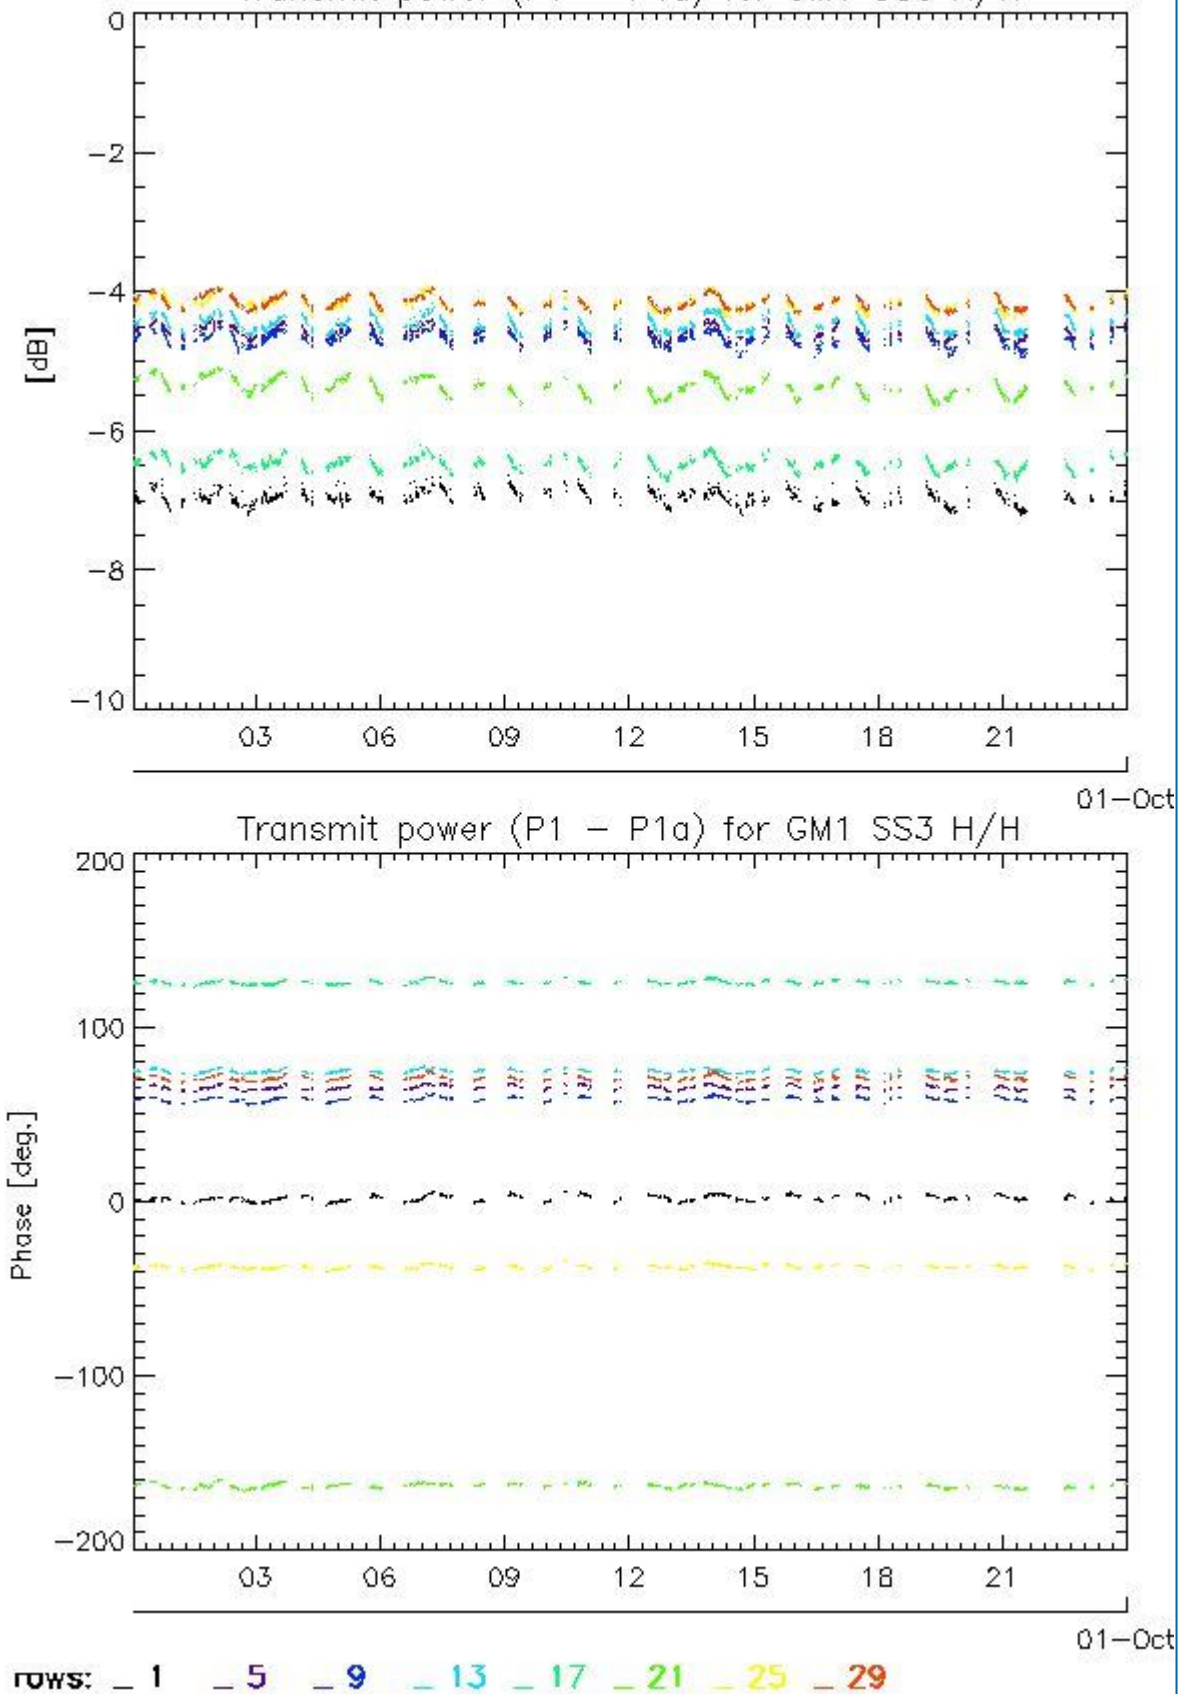 0
−2
−4
[dB]
−6
−8
−10
03 06 09 12 15 18 21
01−Oct
Transmit power (P1 − P1a) for GM1 SS3 H/H
200
100
Phase [deg.]
0
−100
−200
03 06 09 12 15 18 21
01−Oct
rows: _ 1 _ 5 _ 9 _ 13 _ 17 _ 21 _ 25 _ 29